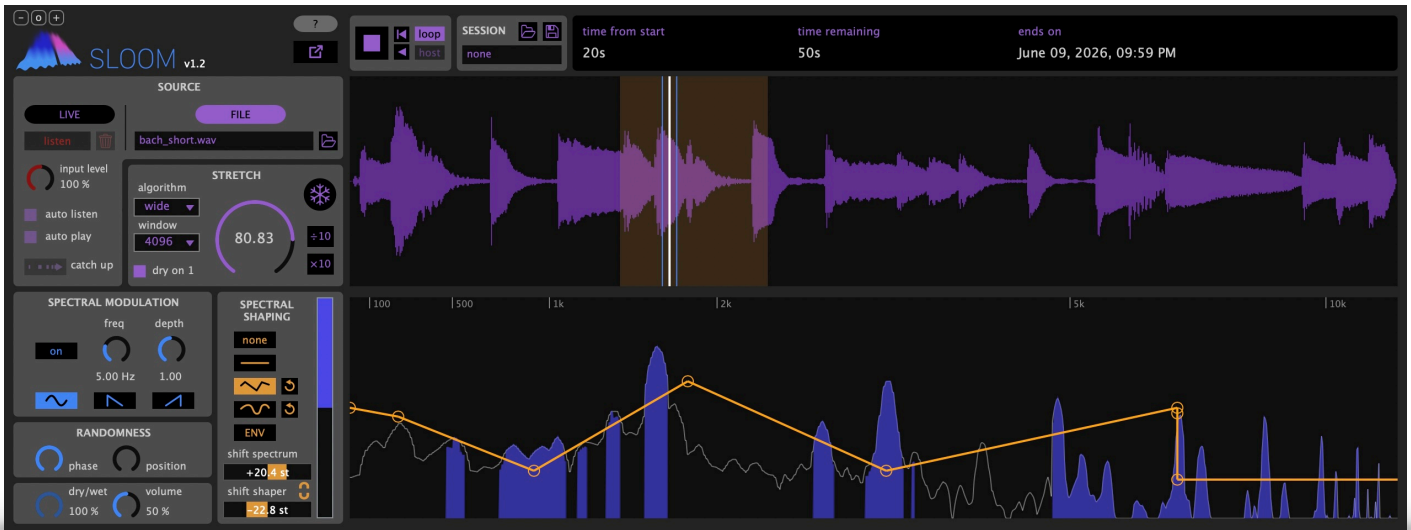 - o +
?
SLOOM v1.2
loop
host
SESSION
none
time from start
20s
time remaining
50s
ends on
June 09, 2026, 09:59 PM
SOURCE
LIVE
FILE
listen
bach_short.wav
input level
100 %
auto listen
auto play
catch up
STRETCH
algorithm
wide
window
4096
dry on 1
80.83
÷10
×10
SPECTRAL MODULATION
freq
depth
on
5.00 Hz
1.00
RANDOMNESS
phase
position
dry/wet
100 %
volume
50 %
SPECTRAL
SHAPING
none
ENV
shift spectrum
+20.4 st
shift shaper
-22.8 st
100
500
1k
2k
5k
10k